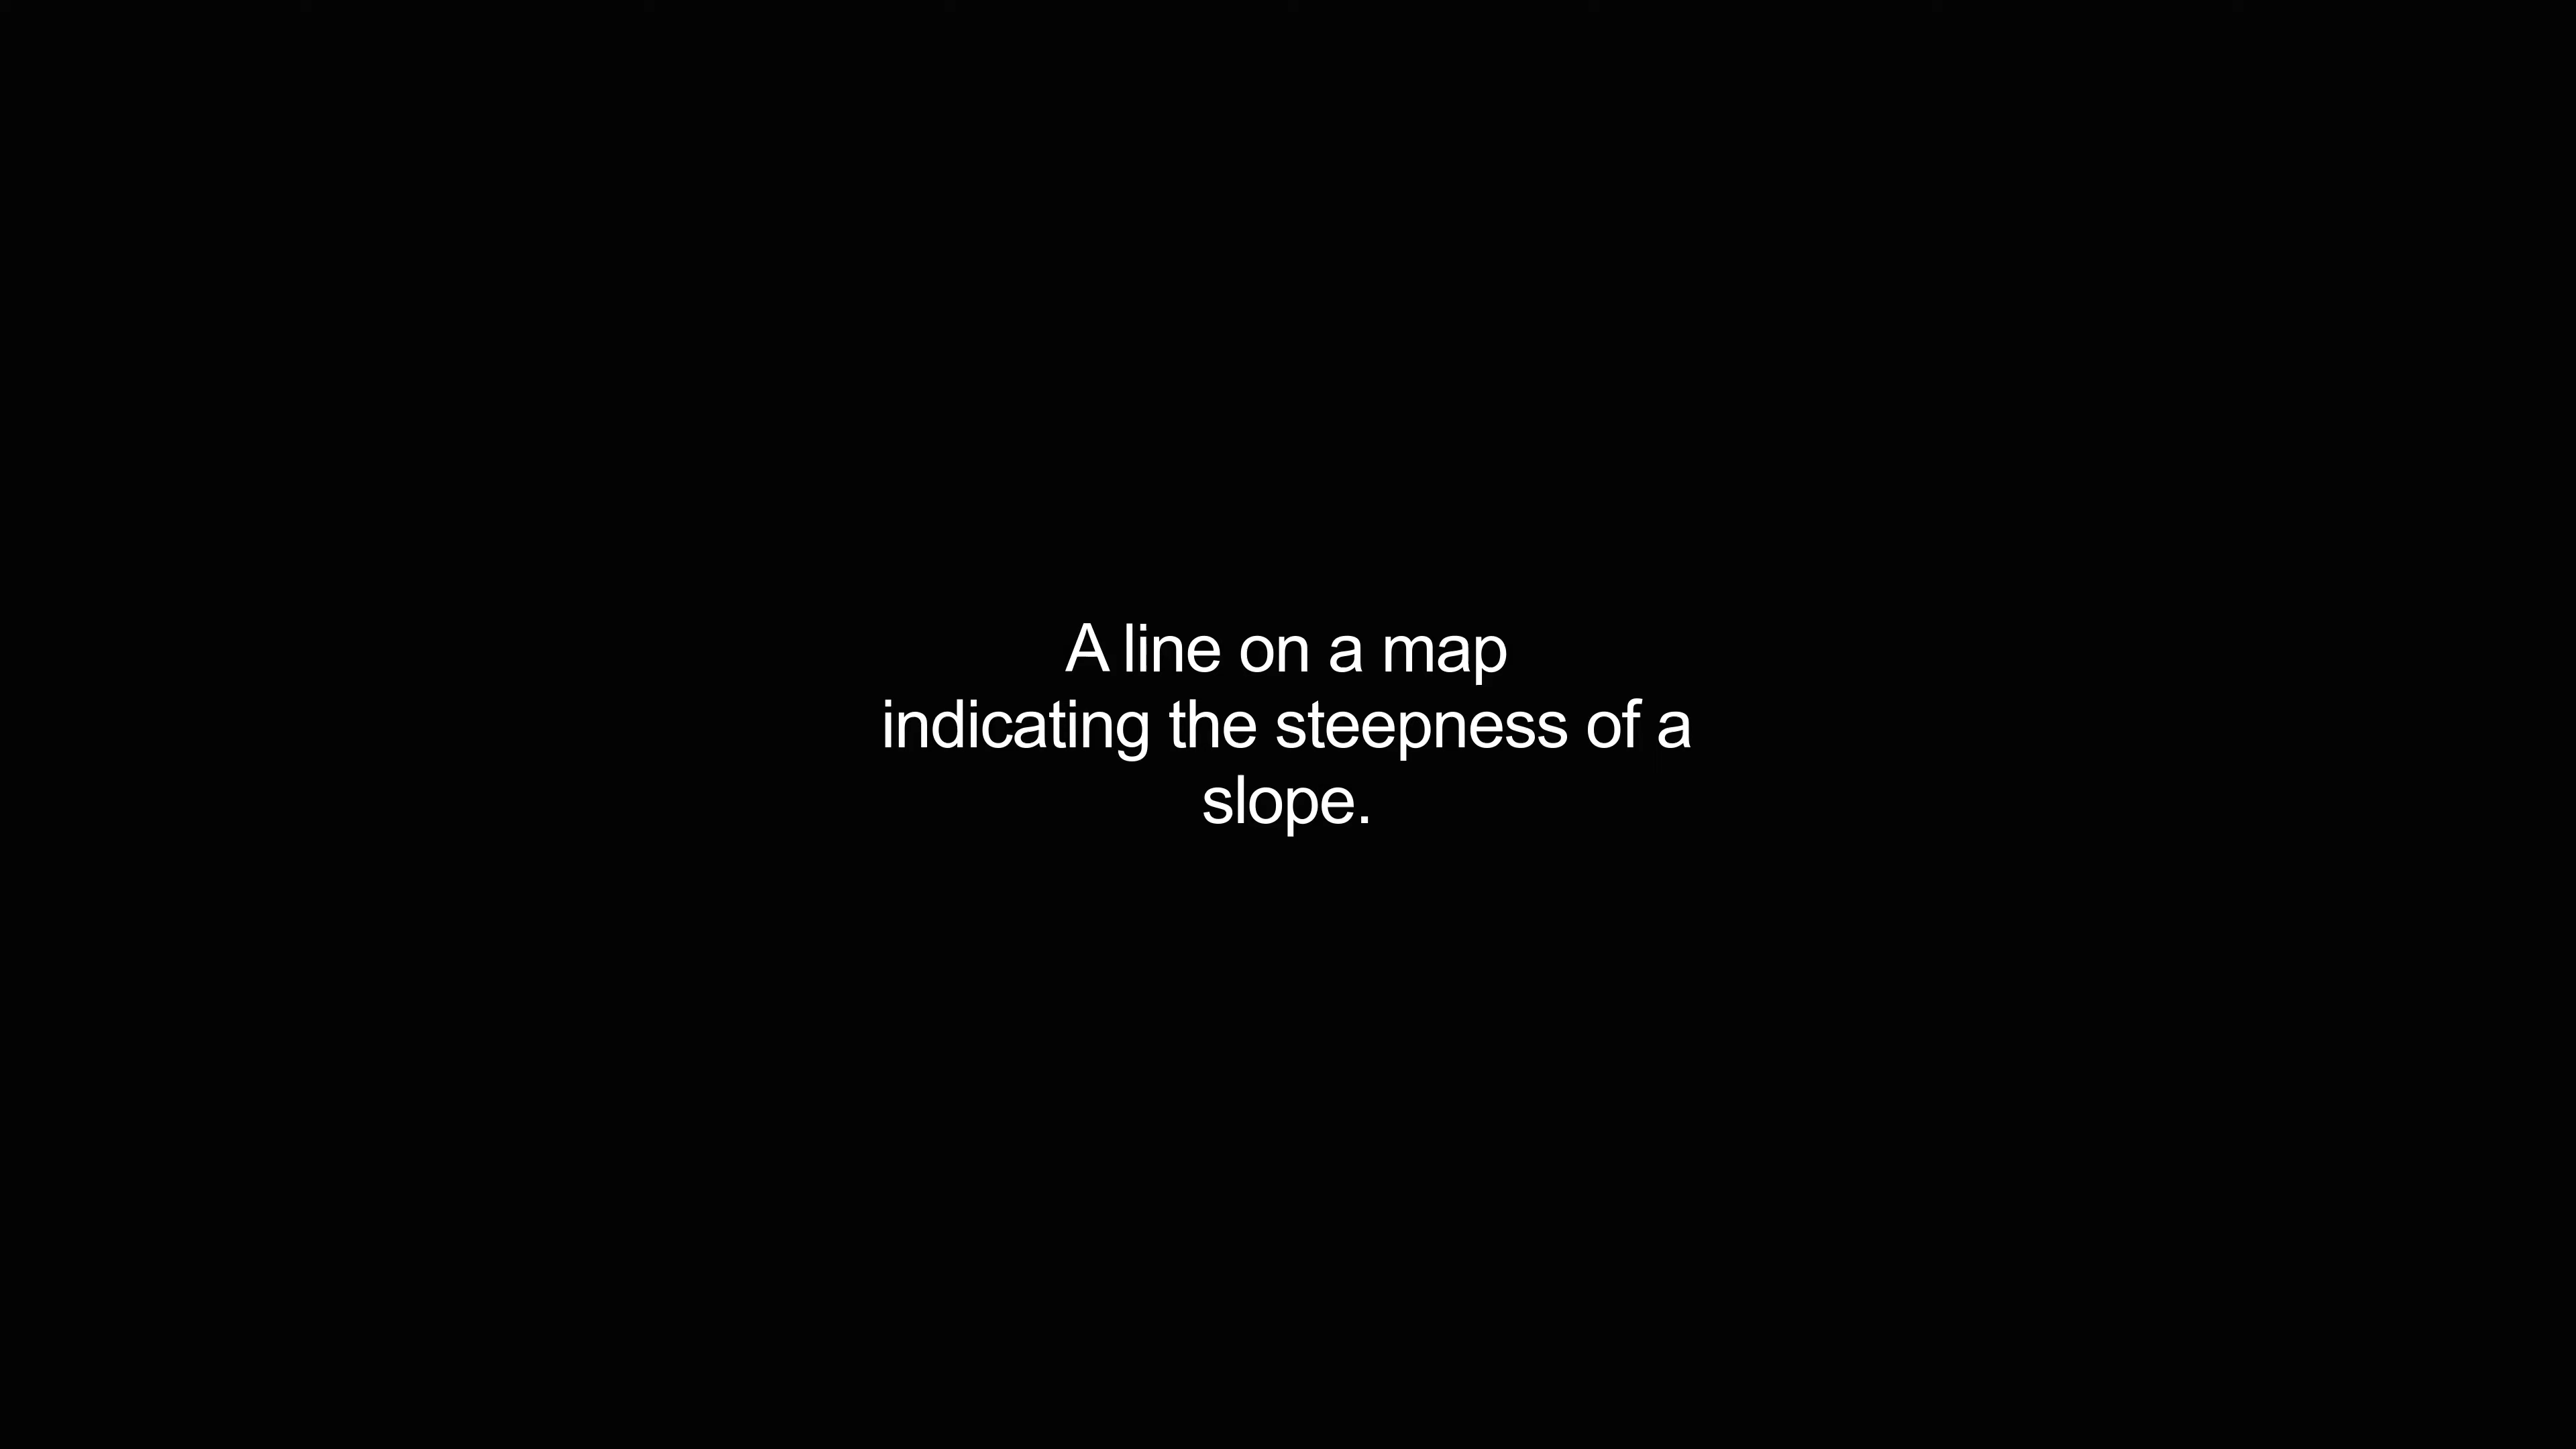 A line on a map
indicating the steepness of a
slope.